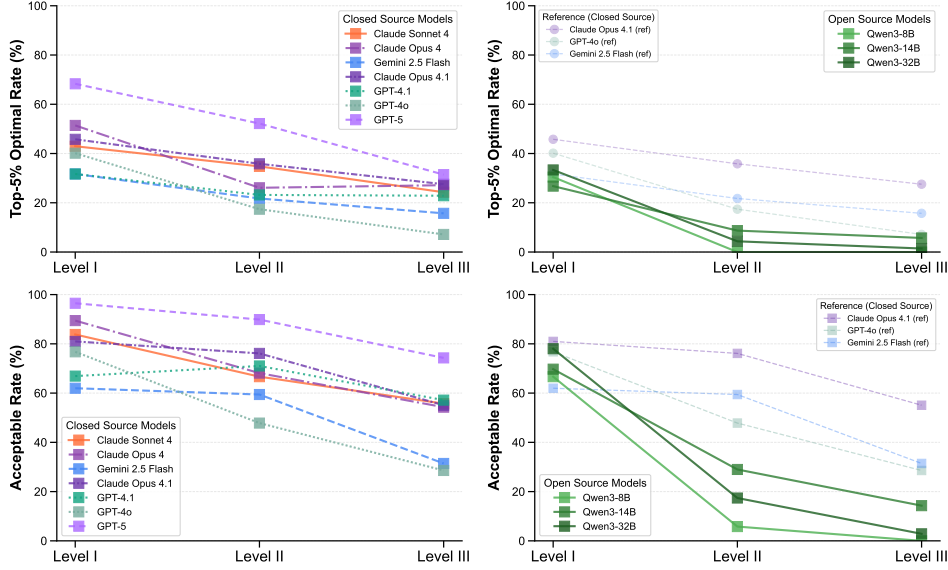 Top-5% Optimal Rate (%)
100
80
60
40
20
0
Level I
Level II
Level III
Closed Source Models
Claude Sonnet 4
Claude Opus 4
Gemini 2.5 Flash
Claude Opus 4.1
GPT-4.1
GPT-4o
GPT-5
Top-5% Optimal Rate (%)
100
80
60
40
20
0
Level I
Level II
Level III
Reference (Closed Source)
Claude Opus 4.1 (ref)
GPT-4o (ref)
Gemini 2.5 Flash (ref)
Open Source Models
Qwen3-8B
Qwen3-14B
Qwen3-32B
Acceptable Rate (%)
100
80
60
40
20
0
Level I
Level II
Level III
Closed Source Models
Claude Sonnet 4
Claude Opus 4
Gemini 2.5 Flash
Claude Opus 4.1
GPT-4.1
GPT-4o
GPT-5
Acceptable Rate (%)
100
80
60
40
20
0
Level I
Level II
Level III
Reference (Closed Source)
Claude Opus 4.1 (ref)
GPT-4o (ref)
Gemini 2.5 Flash (ref)
Open Source Models
Qwen3-8B
Qwen3-14B
Qwen3-32B